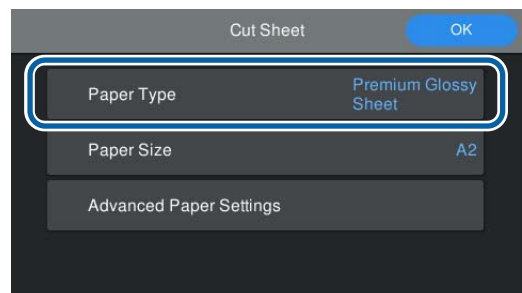 Cut Sheet
OK
Paper Type
Premium Glossy
Sheet
Paper Size
A2
Advanced Paper Settings